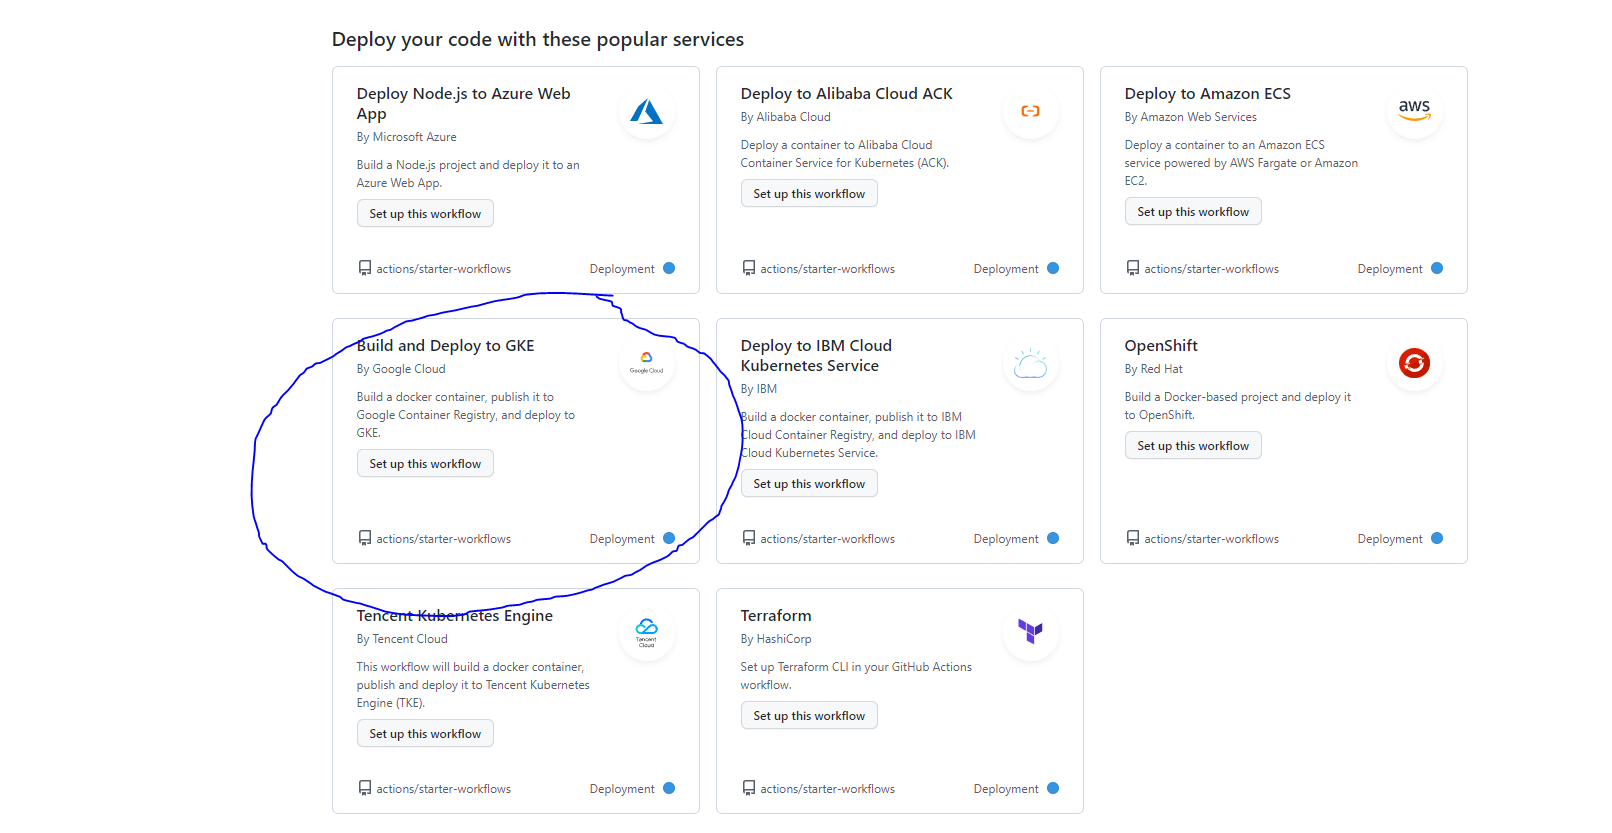 Deploy your code with these popular services
Deploy Node.js to Azure Web
App
By Microsoft Azure
Build a Node.js project and deploy it to an
Azure Web App.
Set up this workflow
actions/starter-workflows
Deployment
Deploy to Alibaba Cloud ACK
By Alibaba Cloud
Deploy a container to Alibaba Cloud
Container Service for Kubernetes (ACK).
Set up this workflow
actions/starter-workflows
Deployment
Deploy to Amazon ECS
By Amazon Web Services
Deploy a container to an Amazon ECS
service powered by AWS Fargate or Amazon
EC2.
Set up this workflow
aws
actions/starter-workflows
Deployment
Build and Deploy to GKE
By Google Cloud
Build a docker container, publish it to
Google Container Registry, and deploy to
GKE.
Set up this workflow
Google Cloud
actions/starter-workflows
Deployment
Deploy to IBM Cloud
Kubernetes Service
By IBM
Build a docker container, publish it to IBM
Cloud Container Registry, and deploy to IBM
Cloud Kubernetes Service.
Set up this workflow
actions/starter-workflows
Deployment
OpenShift
By Red Hat
Build a Docker-based project and deploy it
to OpenShift.
Set up this workflow
actions/starter-workflows
Deployment
Tencent Kubernetes Engine
By Tencent Cloud
This workflow will build a docker container,
publish and deploy it to Tencent Kubernetes
Engine (TKE).
Set up this workflow
Tencent
Cloud
actions/starter-workflows
Deployment
Terraform
By HashiCorp
Set up Terraform CLI in your GitHub Actions
workflow.
Set up this workflow
actions/starter-workflows
Deployment